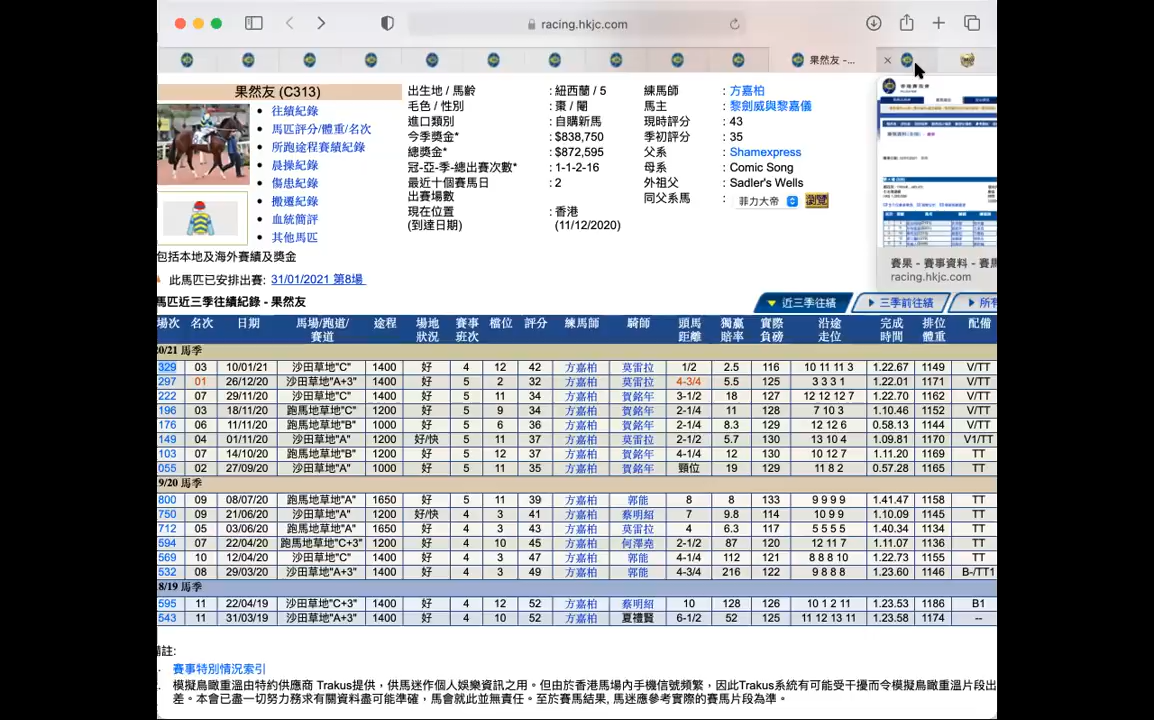 racing.hkjc.com
果然友 -...
果然友 (C313)
往績紀錄
馬匹評分/體重/名次
所跑途程賽績紀錄
晨操紀錄
傷患紀錄
搬遷紀錄
血統簡評
其他馬匹
出生地 / 馬齡 : 紐西蘭 / 5
毛色 / 性別 : 棗 / 閹
進口類別 : 自購新馬
今季獎金* : $838,750
總獎金* : $872,595
冠-亞-季-總出賽次數* : 1-1-2-16
最近十個賽馬日 : 2
出賽場數
現在位置 : 香港
(到達日期) (11/12/2020)
練馬師 : 方嘉柏
馬主 : 黎劍威與黎嘉儀
現時評分 : 43
季初評分 : 35
父系 : Shamexpress
母系 : Comic Song
外祖父 : Sadler's Wells
同父系馬 : 菲力大帝
賽果 - 賽事資料 - 賽馬
racing.hkjc.com
包括本地及海外賽績及獎金
此馬匹已安排出賽: 31/01/2021 第8場
馬匹近三季往績紀錄 - 果然友
近三季往績 三季前往績 所有
場次 名次 日期 馬場/跑道/賽道 途程 場地狀況 賽事班次 檔位 評分 練馬師 騎師 頭馬距離 獨贏賠率 實際負磅 沿途走位 完成時間 排位體重 配備
20/21 馬季
329 03 10/01/21 沙田草地"C" 1400 好 4 12 42 方嘉柏 莫雷拉 1/2 2.5 116 10 11 11 3 1.22.67 1149 V/TT
297 01 26/12/20 沙田草地"A+3" 1400 好 5 2 32 方嘉柏 莫雷拉 4-3/4 5.5 125 3 3 3 1 1.22.01 1171 V/TT
222 07 29/11/20 沙田草地"C" 1400 好 5 11 34 方嘉柏 賀銘年 3-1/2 18 127 12 12 12 7 1.22.70 1162 V/TT
196 03 18/11/20 跑馬地草地"C" 1200 好 5 9 34 方嘉柏 賀銘年 2-1/4 11 128 7 10 3 1.10.46 1152 V/TT
176 06 11/11/20 跑馬地草地"B" 1000 好 5 6 36 方嘉柏 賀銘年 2-1/4 8.3 129 12 12 6 0.58.13 1144 V/TT
149 04 01/11/20 沙田草地"A" 1200 好/快 5 11 37 方嘉柏 莫雷拉 2-1/2 5.7 130 13 10 4 1.09.81 1170 V1/TT
103 07 14/10/20 跑馬地草地"B" 1200 好 5 12 37 方嘉柏 賀銘年 4-1/4 12 130 10 12 7 1.11.20 1169 TT
055 02 27/09/20 沙田草地"A" 1000 好 5 11 35 方嘉柏 賀銘年 頸位 19 129 11 8 2 0.57.28 1165 TT
9/20 馬季
800 09 08/07/20 跑馬地草地"A" 1650 好 5 11 39 方嘉柏 郭能 8 8 133 9 9 9 9 1.41.47 1158 TT
750 09 21/06/20 沙田草地"A" 1200 好/快 4 3 41 方嘉柏 蔡明紹 7 9.8 114 10 9 9 1.10.09 1145 TT
712 05 03/06/20 跑馬地草地"A" 1650 好 4 3 43 方嘉柏 莫雷拉 4 6.3 117 5 5 5 5 1.40.34 1134 TT
594 07 22/04/20 跑馬地草地"C+3" 1200 好 4 10 45 方嘉柏 何澤堯 2-1/2 87 120 12 11 7 1.11.07 1136 TT
569 10 12/04/20 沙田草地"C" 1400 好 4 3 47 方嘉柏 郭能 4-1/4 112 121 8 8 8 10 1.22.73 1155 TT
532 08 29/03/20 沙田草地"A+3" 1400 好 4 3 49 方嘉柏 郭能 4-3/4 216 122 9 8 8 8 1.23.60 1146 B-/TT1
8/19 馬季
595 11 22/04/19 沙田草地"C+3" 1400 好 4 12 52 方嘉柏 蔡明紹 10 128 126 10 1 2 11 1.23.53 1186 B1
543 11 31/03/19 沙田草地"A+3" 1400 好 4 10 52 方嘉柏 夏禮賢 6-1/2 52 125 11 12 13 11 1.23.58 1174 --
備註:
賽事特別情況索引
模擬鳥瞰重溫由特約供應商 Trakus提供，供馬迷作個人娛樂資訊之用。但由於香港馬場內手機信號頻繁，因此Trakus系統有可能受干擾而令模擬鳥瞰重溫片段出
差。本會已盡一切努力務求有關資料盡可能準確，馬會就此並無責任。至於賽馬結果, 馬迷應參考實際的賽馬片段為準。